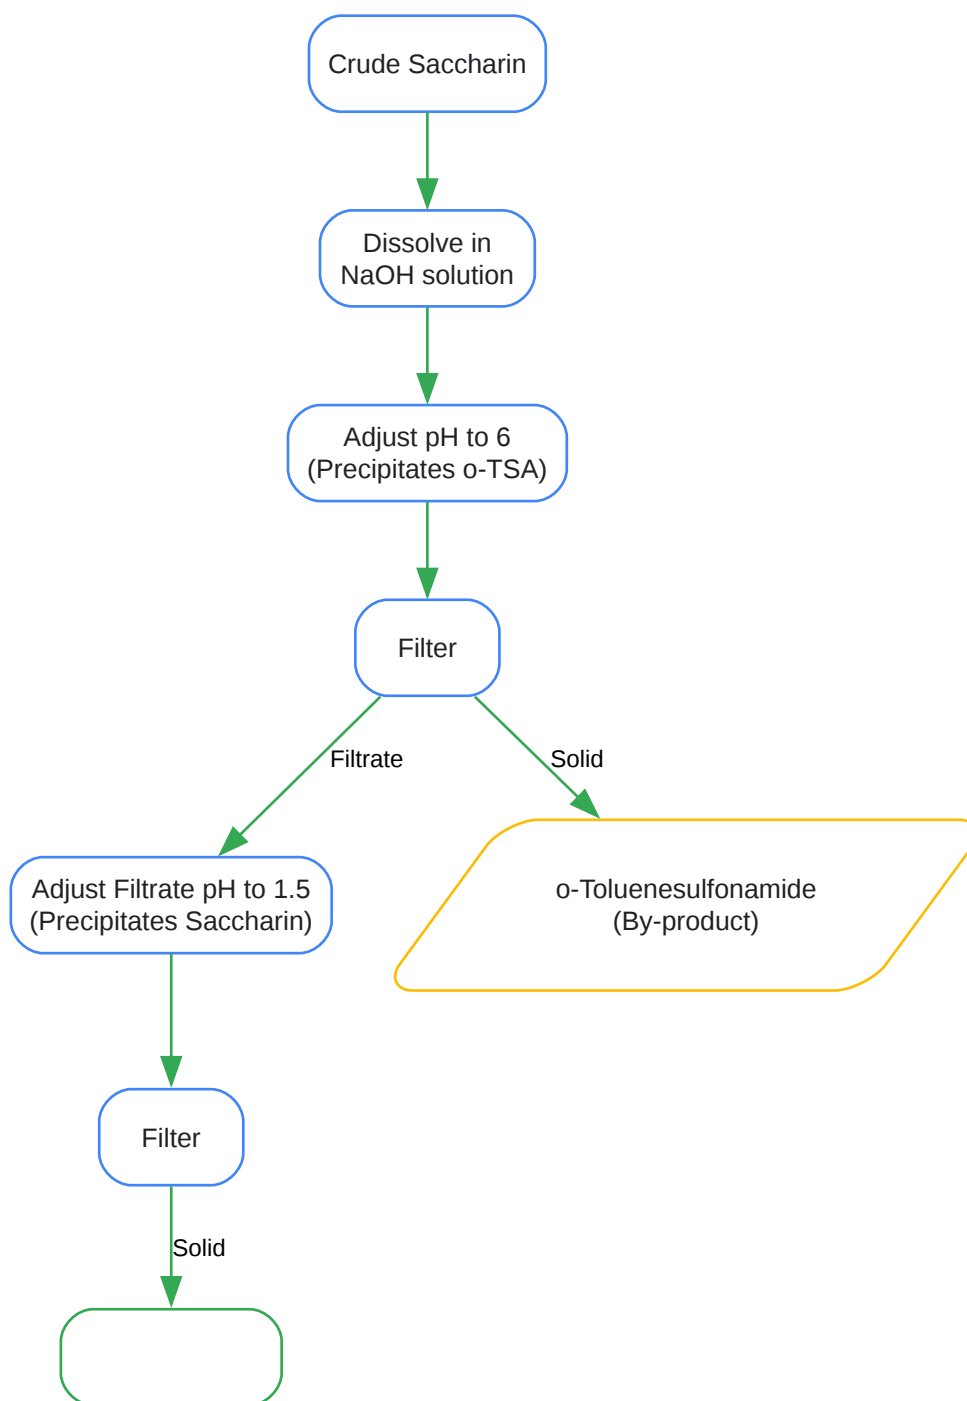 Crude Saccharin
Dissolve in
NaOH solution
Adjust pH to 6
(Precipitates o-TSA)
Filter
Filtrate
Solid
Adjust Filtrate pH to 1.5
(Precipitates Saccharin)
o-Toluenesulfonamide
(By-product)
Filter
Solid